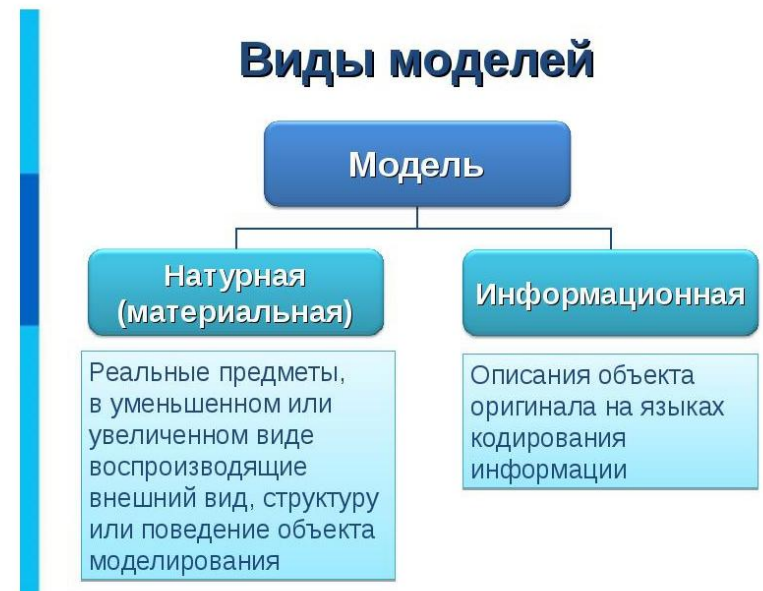 Виды моделей
Модель
Натурная
(материальная)
Информационная
Реальные предметы,
в уменьшенном или
увеличенном виде
воспроизводящие
внешний вид, структуру
или поведение объекта
моделирования
Описания объекта
оригинала на языках
кодирования
информации